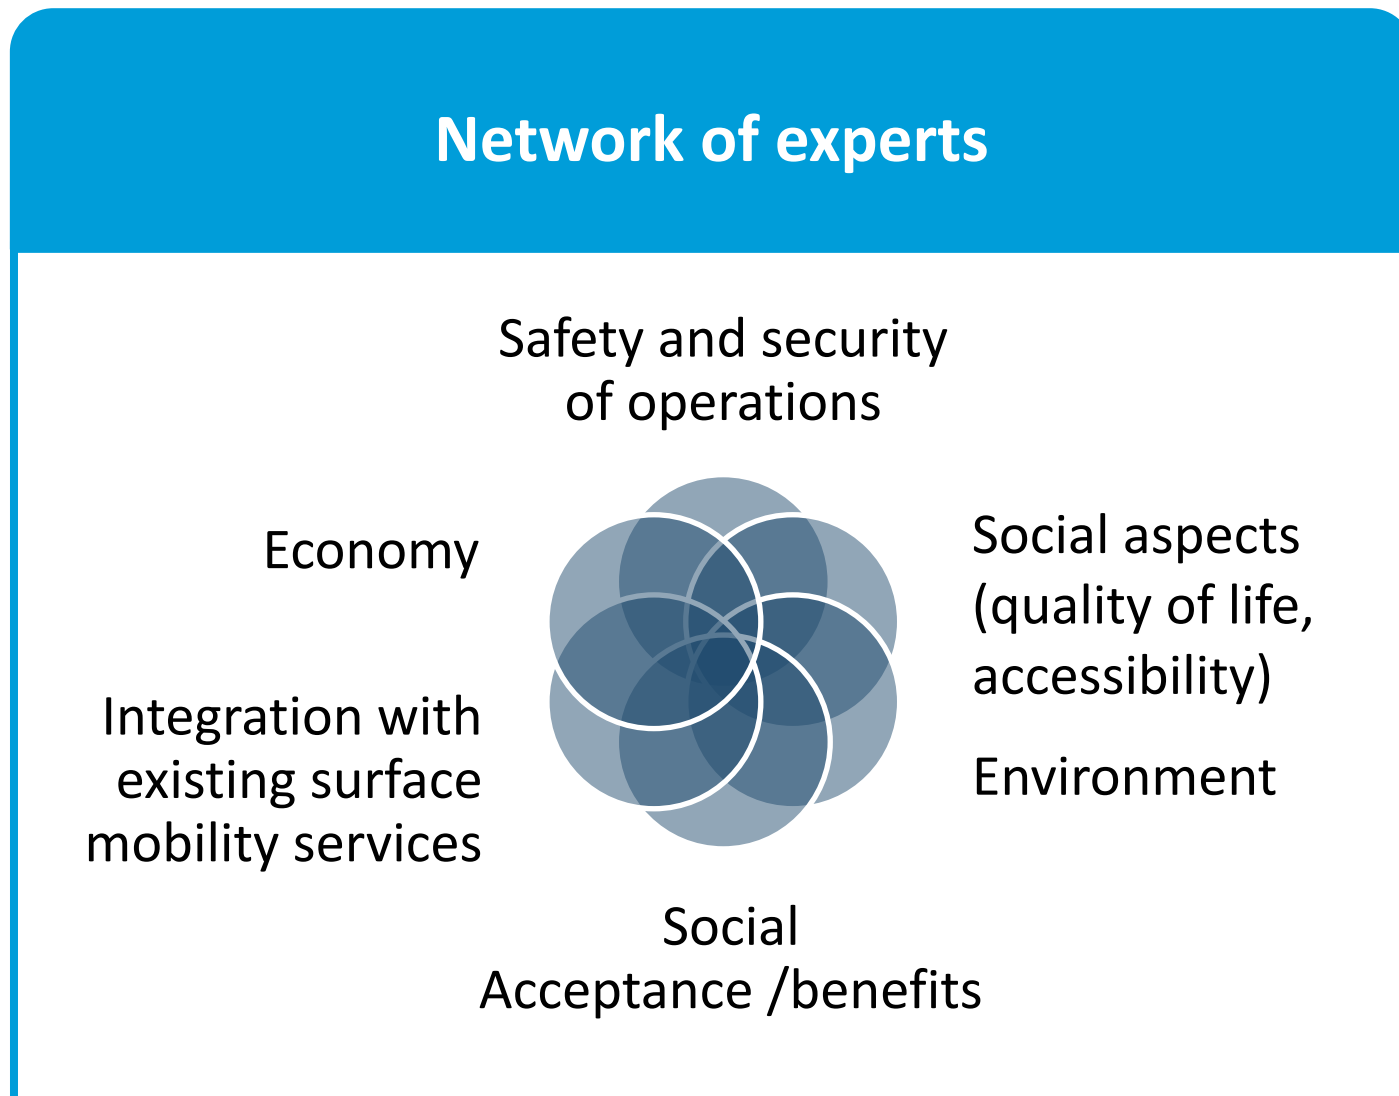 Network of experts
Safety and security
of operations
Economy
Social aspects
(quality of life,
accessibility)
Integration with
existing surface
mobility services
Environment
Social
Acceptance /benefits